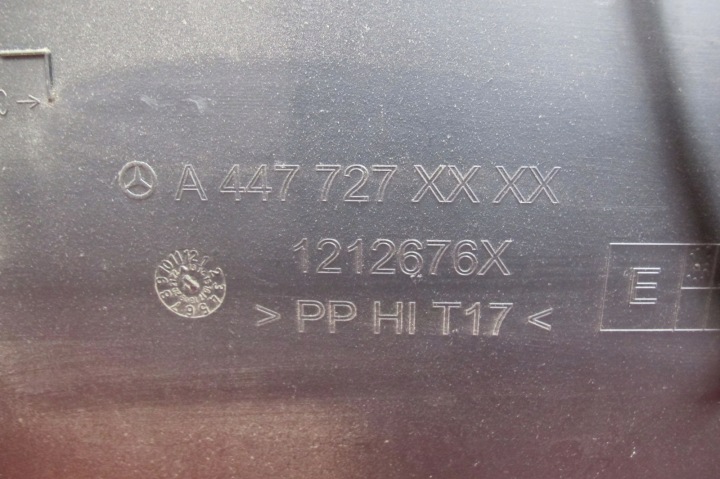 A 447 727 XX XX
1212676X
> PP HI T17 <
E